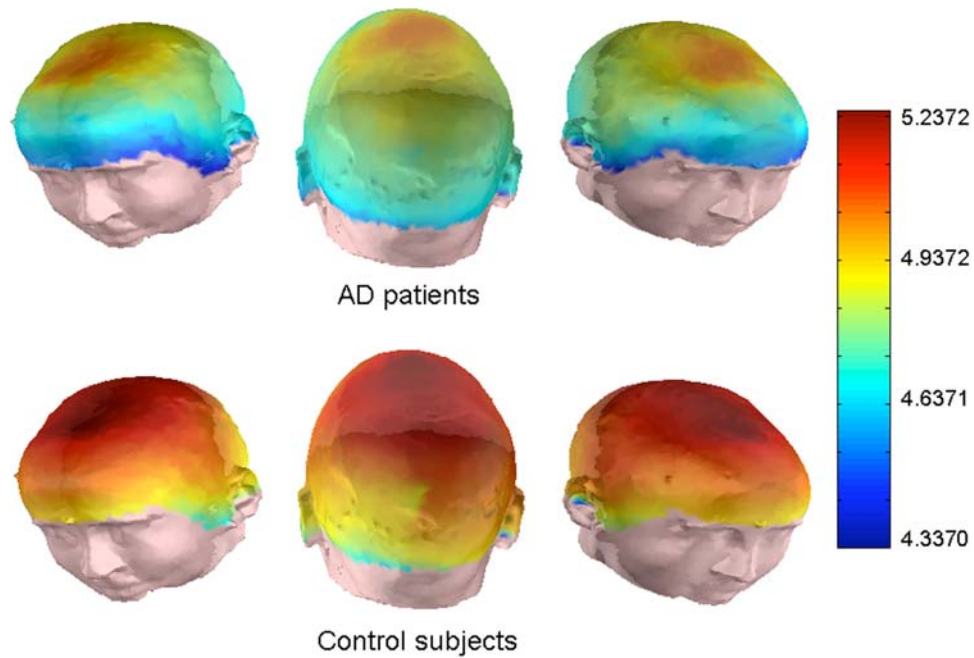 5.2372
4.9372
AD patients
4.6371
4.3370
Control subjects